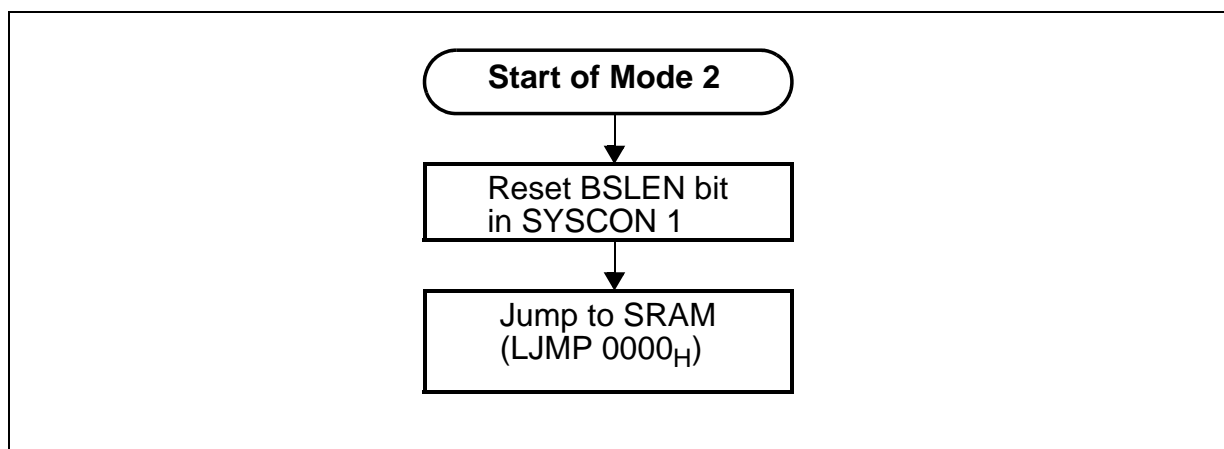 Start of Mode 2
Reset BSLEN bit
in SYSCON 1
Jump to SRAM
(LJMP 0000H)